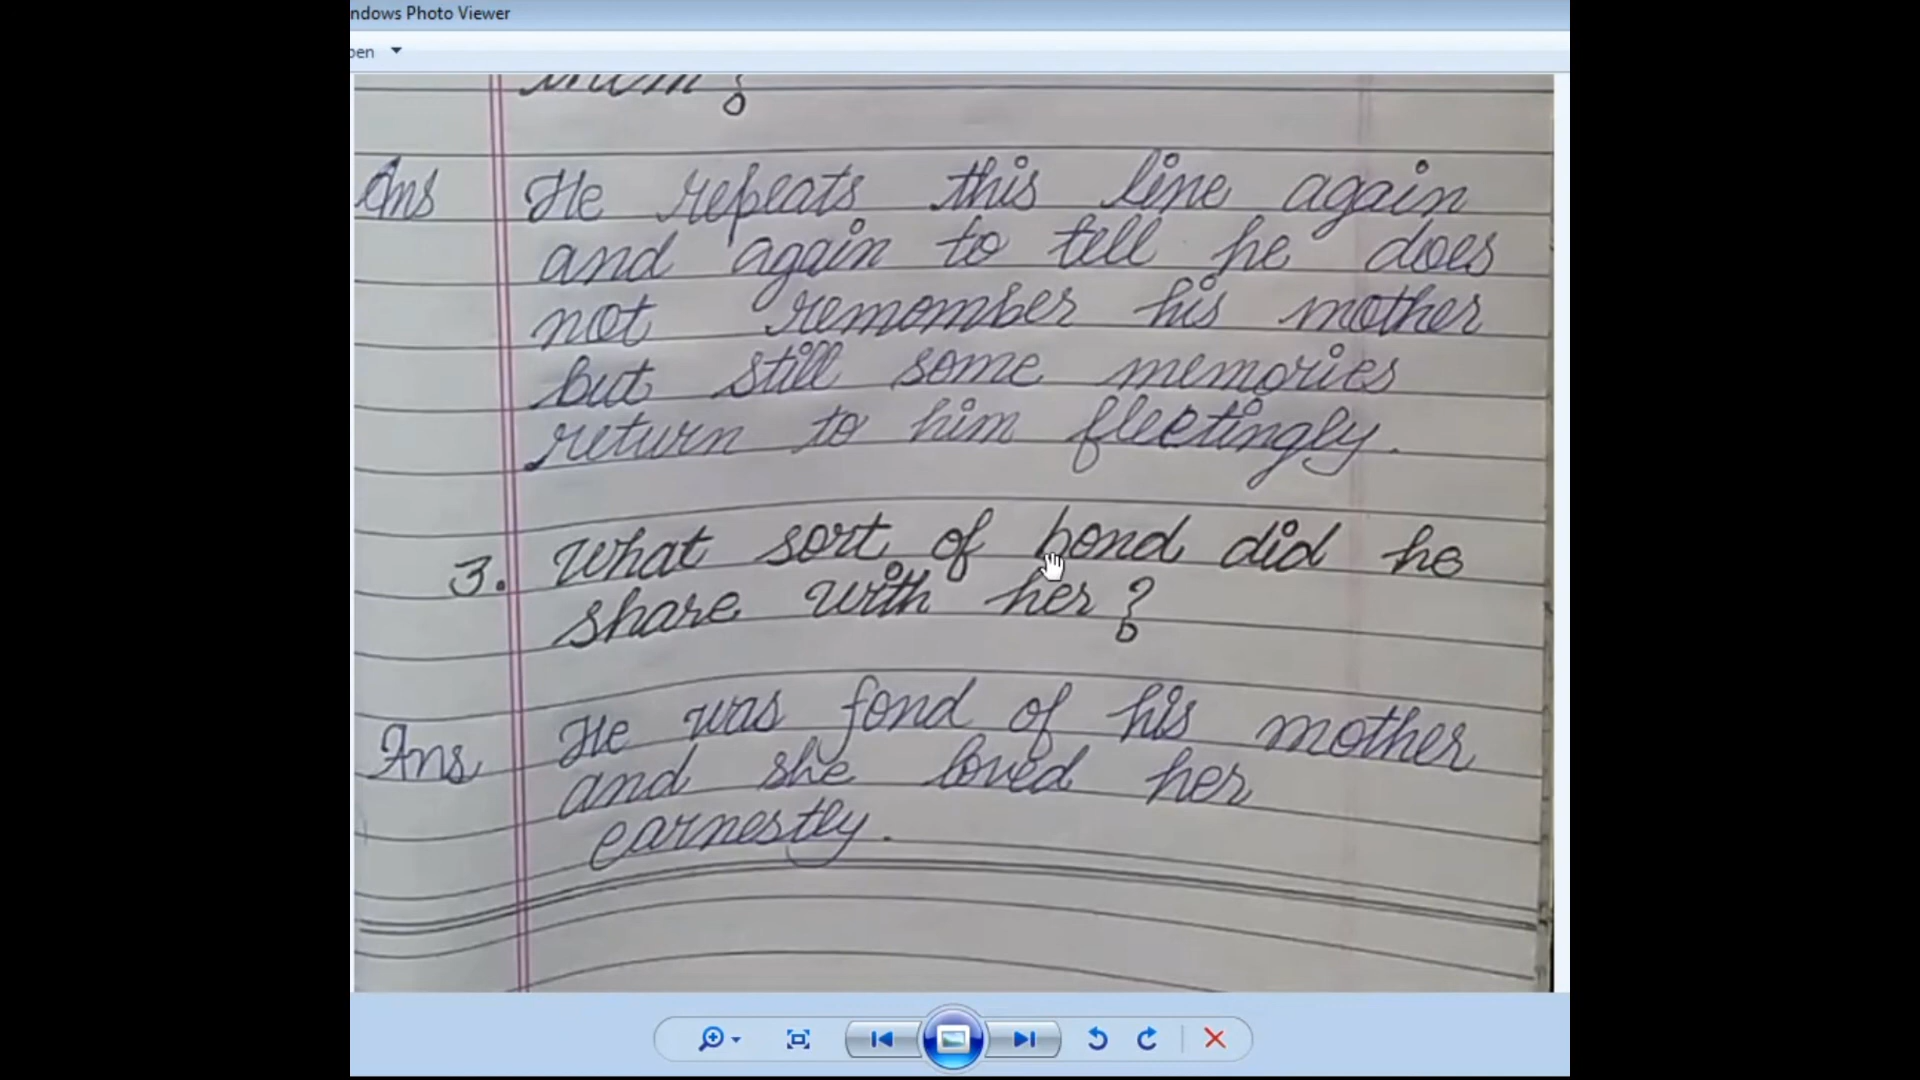 ndows Photo Viewer
pen
Ans He repeats this line again
and again to tell he does
not remember his mother
but still some memories
return to him fleetingly.
3. What sort of bond did he
share with her?
Ans He was fond of his mother
and she loved her
earnestly.